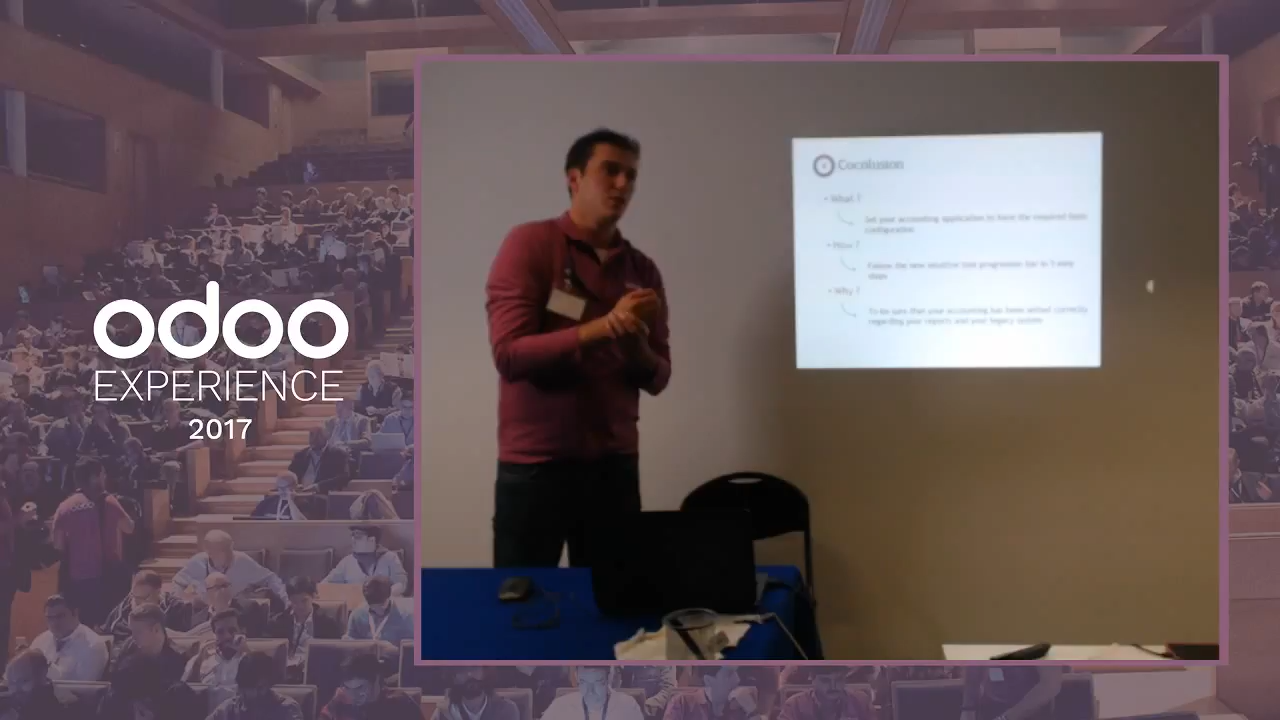 odoo
EXPERIENCE
2017
Conclusion
• What ?
Set your accounting application to have the required basic
configuration
• How ?
Follow the new intuitive progression bar in easy
steps
• Why ?
To be sure that your accounting has been settled correctly
regarding your reports and your legacy system